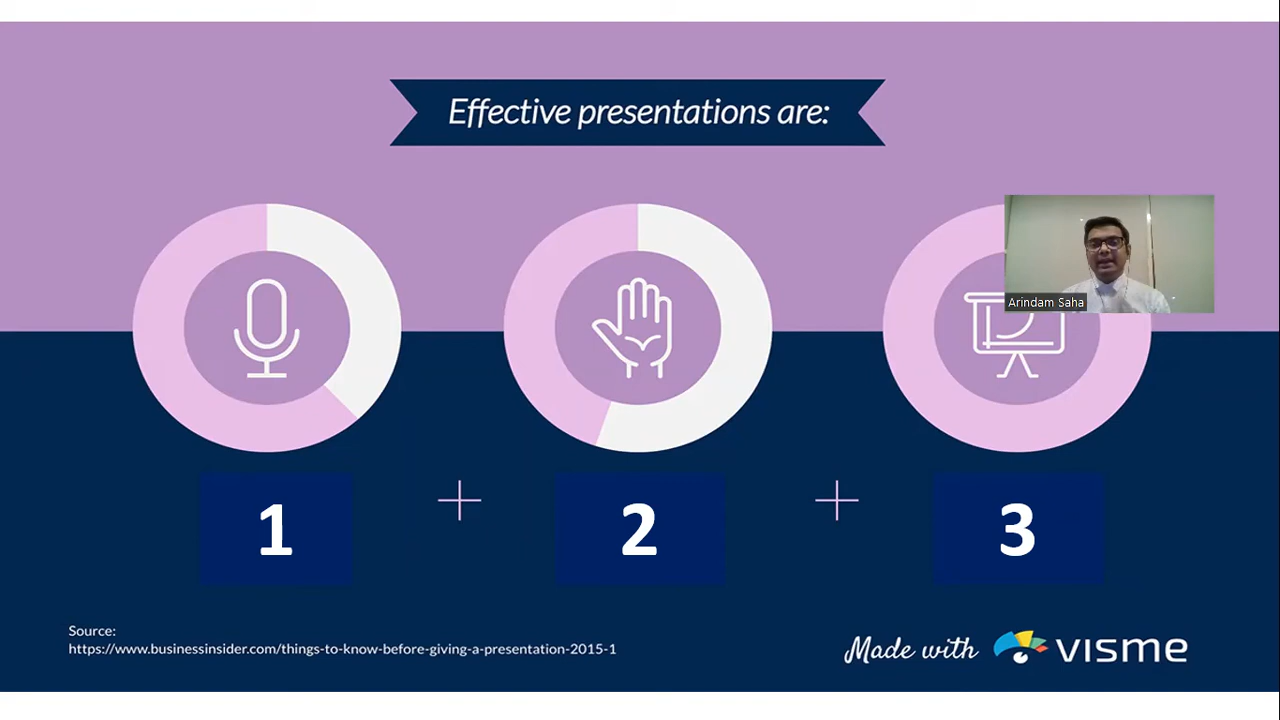 Effective presentations are:
Arindam Saha
1
2
3
Source:
https://www.businessinsider.com/things-to-know-before-giving-a-presentation-2015-1
Made with visme